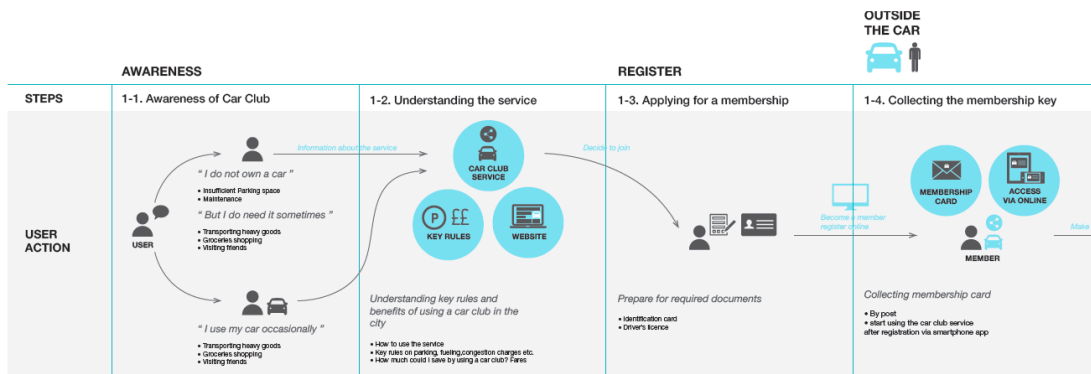 OUTSIDE
THE CAR
AWARENESS
REGISTER
STEPS
1-1. Awareness of Car Club
1-2. Understanding the service
1-3. Applying for a membership
1-4. Collecting the membership key
USER
ACTION
USER
“ I do not own a car ”
• Insufficient Parking space
• Maintenance
“ But I do need it sometimes ”
• Transporting heavy goods
• Groceries shopping
• Visiting friends
“ I use my car occasionally ”
• Transporting heavy goods
• Groceries shopping
• Visiting friends
Information about the service
CAR CLUB
SERVICE
P ££
KEY RULES
WEBSITE
Understanding key rules and
benefits of using a car club in the
city
• How to use the service
• Key rules on parking, fueling,congestion charges etc.
• How much could I save by using a car club? Fares
Decide to join
Prepare for required documents
• Identification card
• Driver's licence
Become a member
register online
MEMBERSHIP
CARD
ACCESS
VIA ONLINE
MEMBER
Make
Collecting membership card
• By post
• start using the car club service
after registration via smartphone app